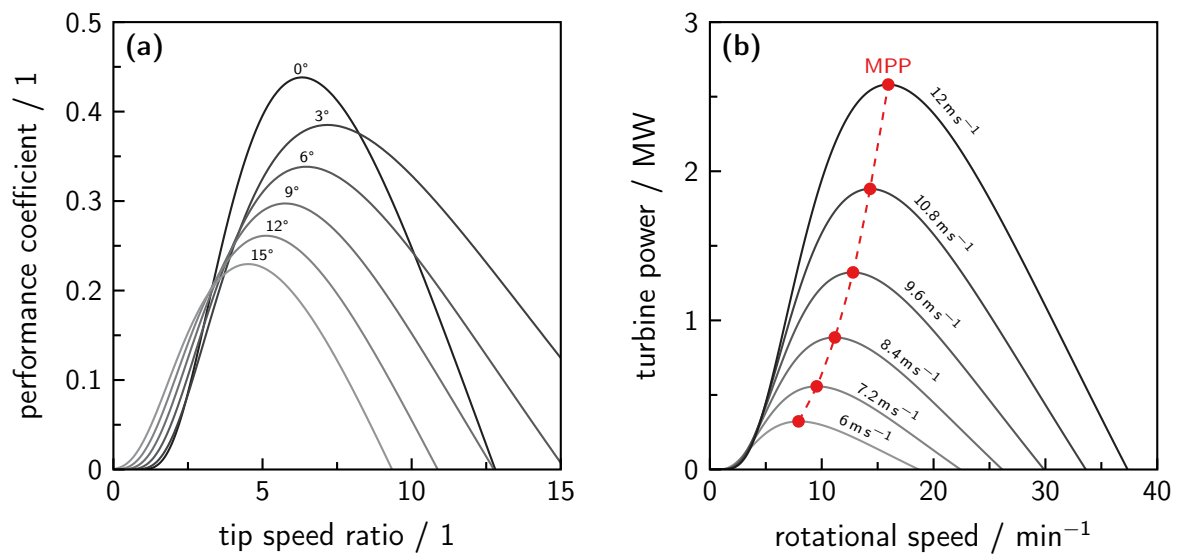 (a)
0.5
0.4
0.3
0.2
0.1
0
performance coefficient / 1
0°
3°
6°
9°
12°
15°
0
5
10
15
tip speed ratio / 1
(b)
3
2
1
0
turbine power / MW
MPP
12 m s⁻¹
10.8 m s⁻¹
9.6 m s⁻¹
8.4 m s⁻¹
7.2 m s⁻¹
6 m s⁻¹
0
10
20
30
40
rotational speed / min⁻¹